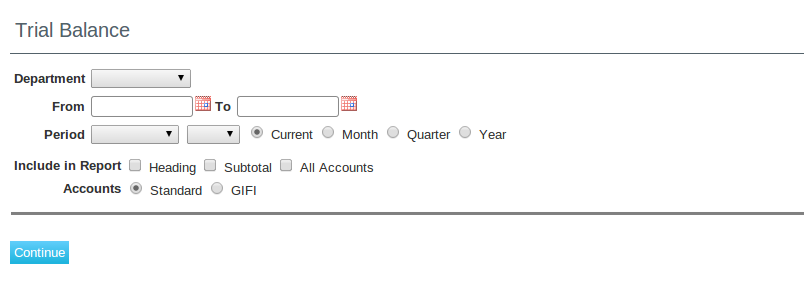 Trial Balance
Department
From To
Period Current Month Quarter Year
Include in Report Heading Subtotal All Accounts
Accounts Standard GIFI
Continue